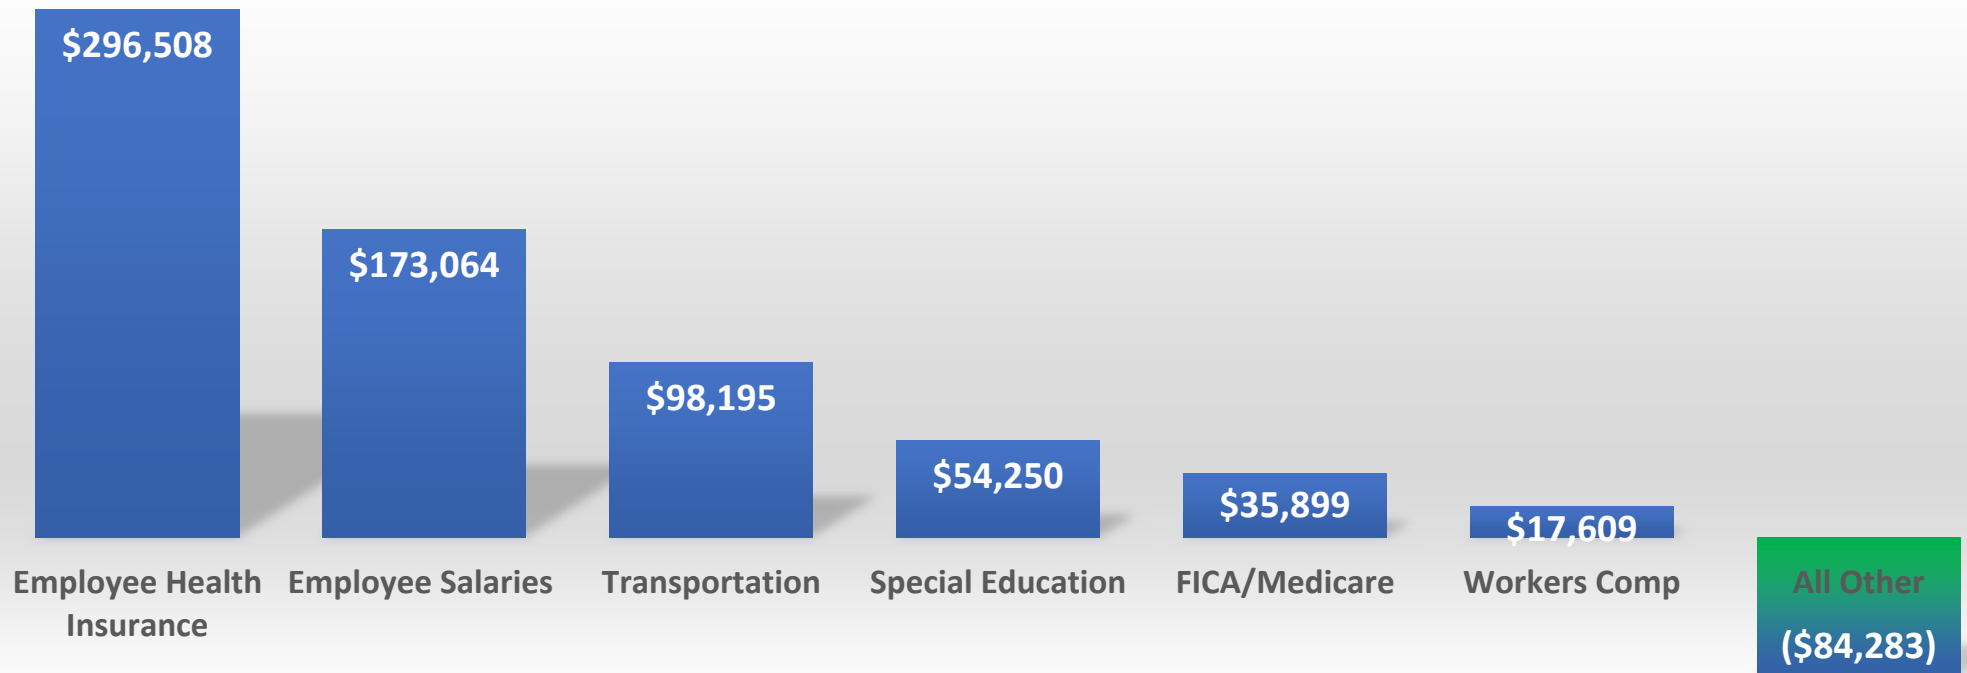 $296,508
$173,064
$98,195
$54,250
$35,899
$17,609
Employee Health
Insurance
Employee Salaries
Transportation
Special Education
FICA/Medicare
Workers Comp
All Other
($84,283)